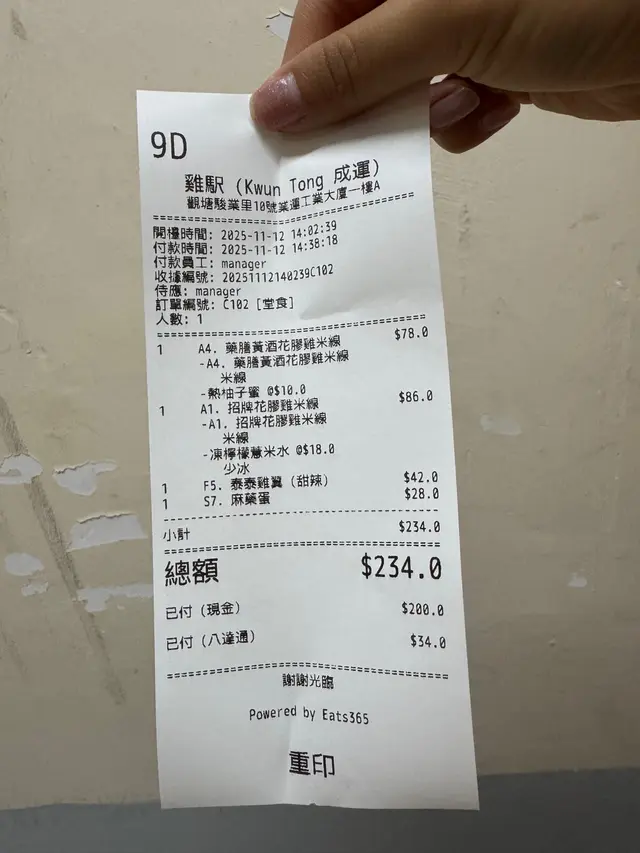 9D
雞駅 (Kwun Tong 成運)
觀塘駿業里10號業運工業大廈一樓A
開檯時間: 2025-11-12 14:02:39
付款時間: 2025-11-12 14:38:18
付款員工: manager
收據編號: 20251112140239C102
侍應: manager
訂單編號: C102 [堂食]
人數: 1
1 A4. 藥膳黃酒花膠雞米線 $78.0
-A4. 藥膳黃酒花膠雞米線
米線
-熱柚子蜜 @$10.0
1 A1. 招牌花膠雞米線 $86.0
-A1. 招牌花膠雞米線
米線
-凍檸檬薏米水 @$18.0
少冰
1 F5. 泰泰雞翼 (甜辣) $42.0
1 S7. 麻藥蛋 $28.0
小計 $234.0
總額 $234.0
已付 (現金) $200.0
已付 (八達通) $34.0
謝謝光臨
Powered by Eats365
重印